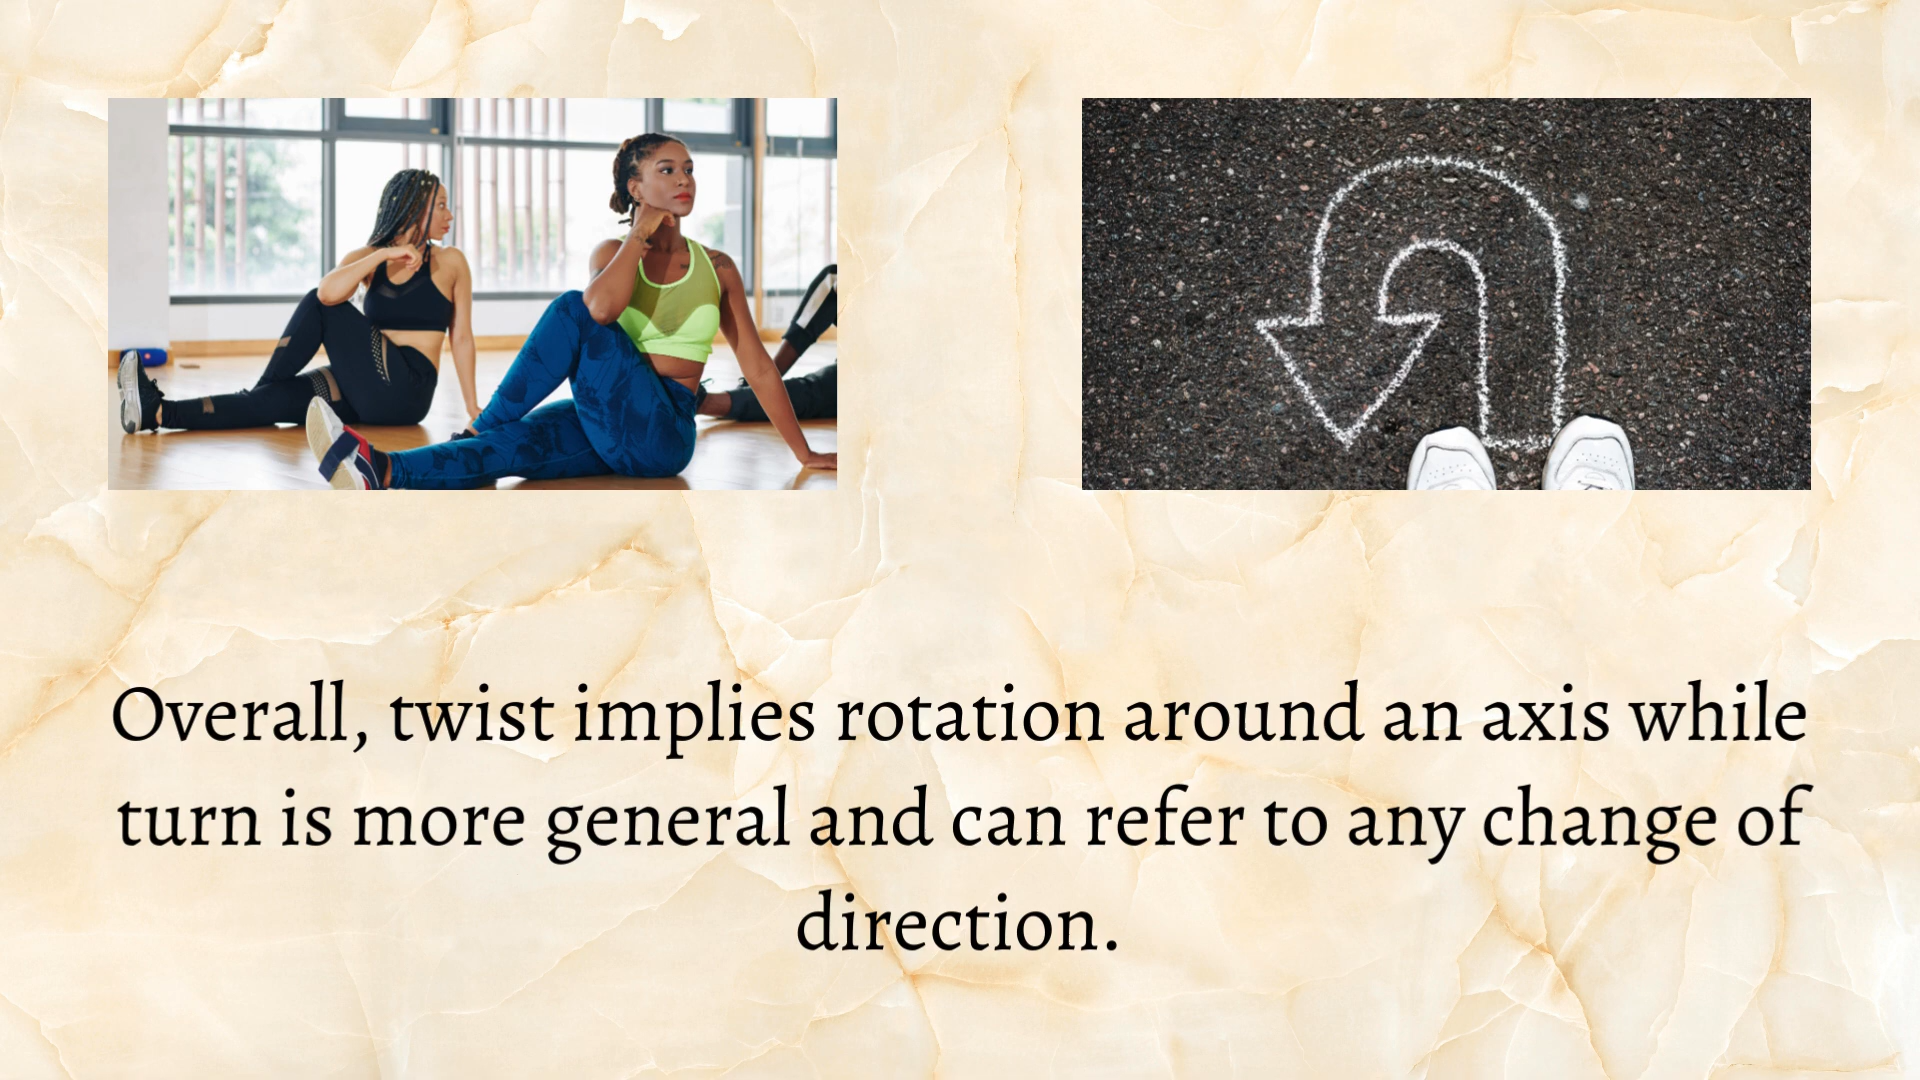 Overall, twist implies rotation around an axis while
turn is more general and can refer to any change of
direction.